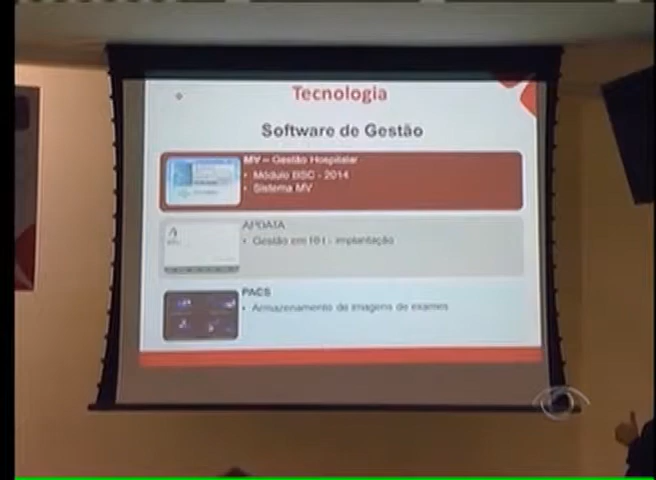 Tecnologia
Software de Gestão
MV – Gestão Hospitalar
• Módulo BSC - 2014
• Sistema MV
APDATA
• Gestão em RH - implantação
PACS
• Armazenamento de imagens de exames